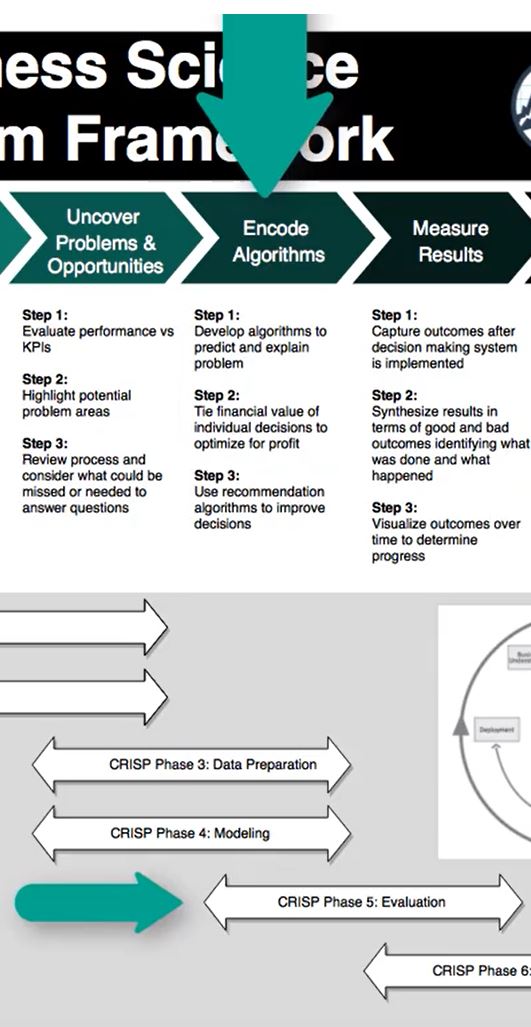 ness Sci ce
m Fram ork
Uncover
Problems &
Opportunities
Encode
Algorithms
Measure
Results
Step 1:
Evaluate performance vs
KPIs
Step 2:
Highlight potential
problem areas
Step 3:
Review process and
consider what could be
missed or needed to
answer questions
Step 1:
Develop algorithms to
predict and explain
problem
Step 2:
Tie financial value of
individual decisions to
optimize for profit
Step 3:
Use recommendation
algorithms to improve
decisions
Step 1:
Capture outcomes after
decision making system
is implemented
Step 2:
Synthesize results in
terms of good and bad
outcomes identifying what
was done and what
happened
Step 3:
Visualize outcomes over
time to determine
progress
CRISP Phase 3: Data Preparation
CRISP Phase 4: Modeling
CRISP Phase 5: Evaluation
CRISP Phase 6:
Deployment